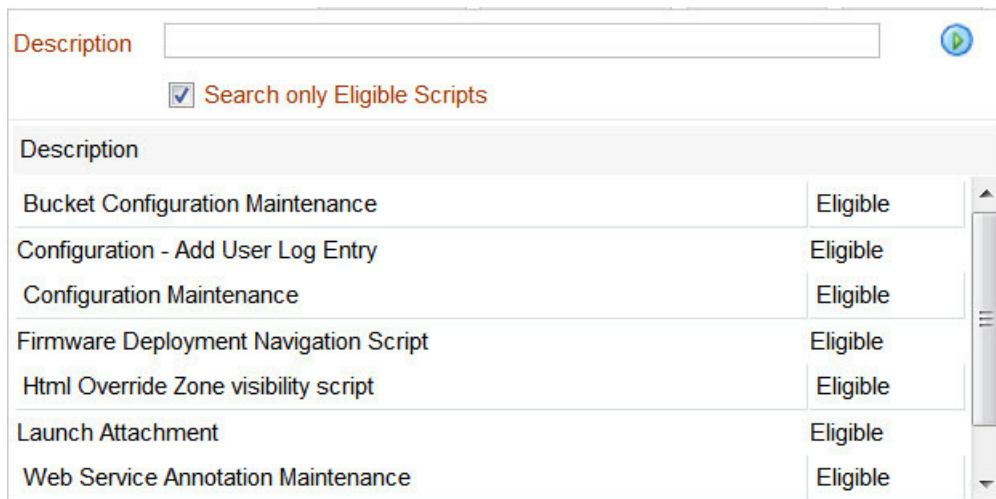 Description
Search only Eligible Scripts
Description
Bucket Configuration Maintenance Eligible
Configuration - Add User Log Entry Eligible
Configuration Maintenance Eligible
Firmware Deployment Navigation Script Eligible
Html Override Zone visibility script Eligible
Launch Attachment Eligible
Web Service Annotation Maintenance Eligible